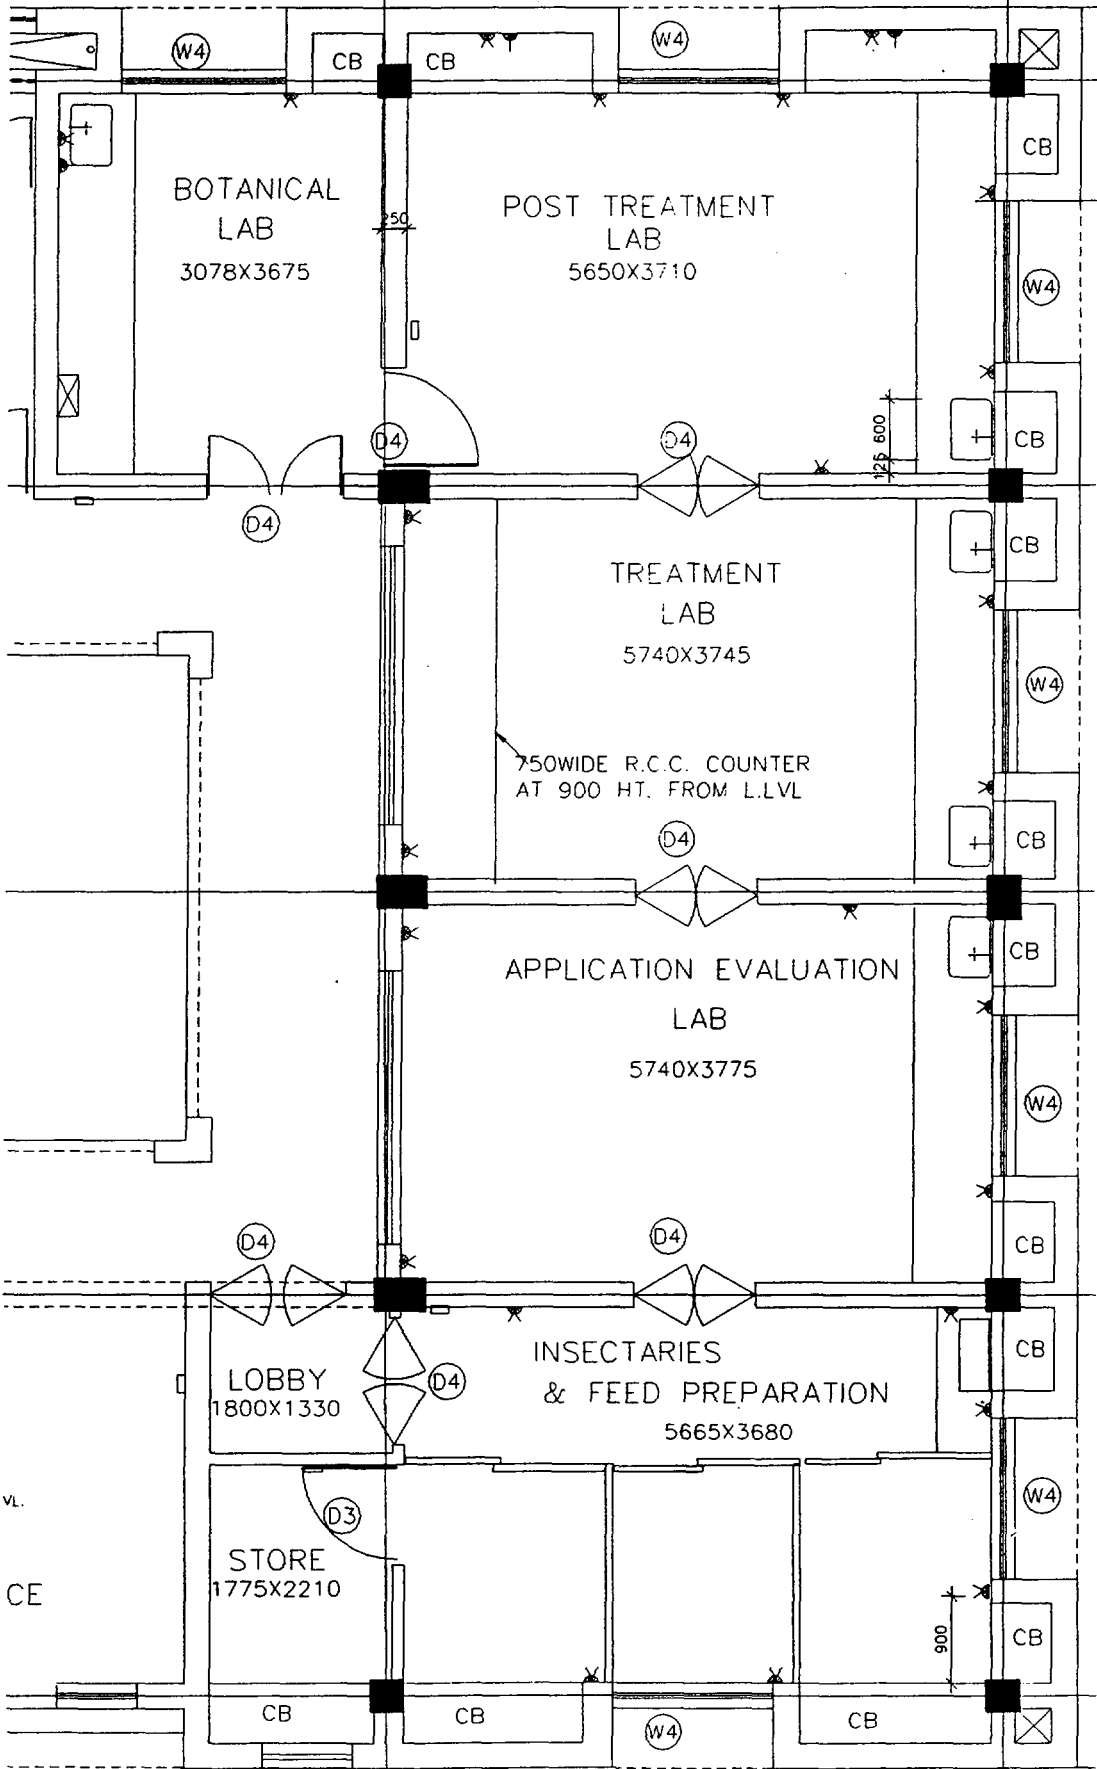 W4
CB
CB
W4
CB
BOTANICAL
LAB
3078X3675
250
POST TREATMENT
LAB
5650X3710
W4
D4
D4
600
125
CB
D4
CB
TREATMENT
LAB
5740X3745
W4
750WIDE R.C.C. COUNTER
AT 900 HT. FROM L.LVL
D4
CB
CB
APPLICATION EVALUATION
LAB
5740X3775
W4
D4
D4
CB
LOBBY
1800X1330
D4
INSECTARIES
& FEED PREPARATION
5665X3680
CB
VL.
D3
W4
STORE
1775X2210
CE
900
CB
CB
CB
W4
CB